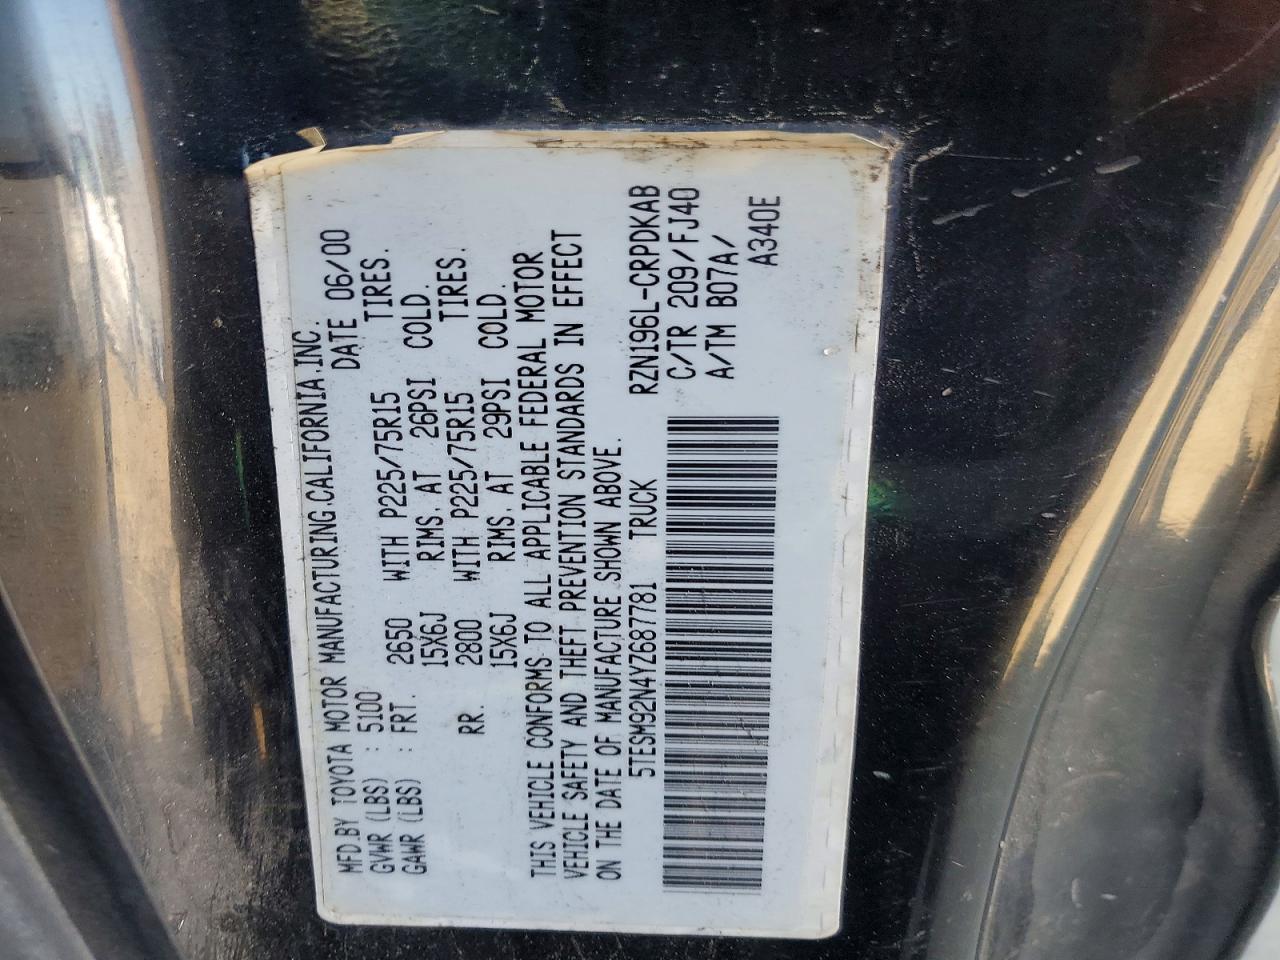 MFD.BY TOYOTA MOTOR MANUFACTURING.CALIFORNIA.INC.
GVWR (LBS) : 5100 DATE 06/00
GAWR (LBS) : FRT. 2650 WITH P225/75R15 TIRES.
15X6J RIMS. AT 26PSI COLD.
RR. 2800 WITH P225/75R15 TIRES.
15X6J RIMS. AT 29PSI COLD.
THIS VEHICLE CONFORMS TO ALL APPLICABLE FEDERAL MOTOR
VEHICLE SAFETY AND THEFT PREVENTION STANDARDS IN EFFECT
ON THE DATE OF MANUFACTURE SHOWN ABOVE.
5TESM92N4YZ687781 TRUCK
RZN196L-CRPDKAB
C/TR 209/FJ40
A/TM B07A/
A340E